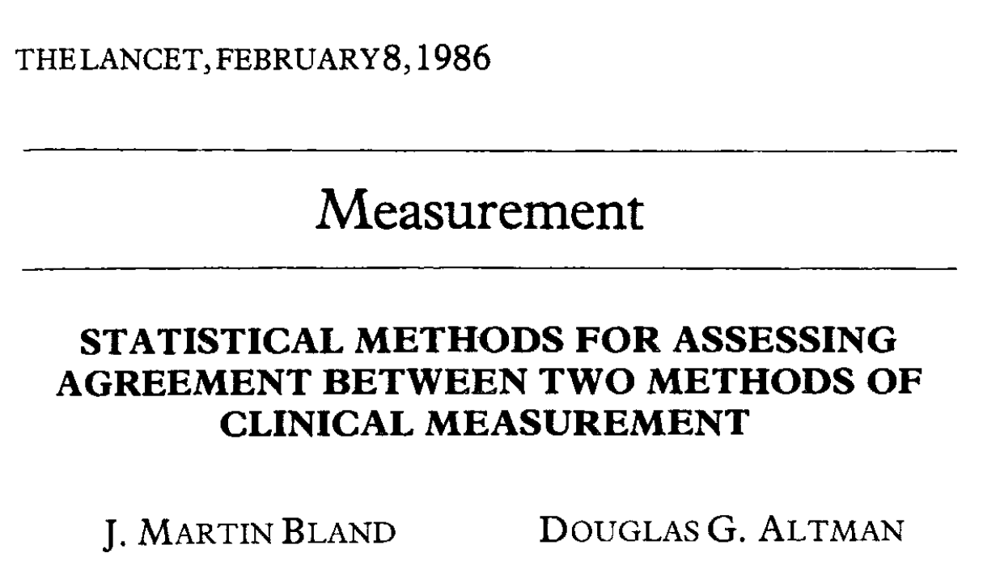 THE LANCET, FEBRUARY 8, 1986
Measurement
STATISTICAL METHODS FOR ASSESSING
AGREEMENT BETWEEN TWO METHODS OF
CLINICAL MEASUREMENT
J. MARTIN BLAND DOUGLAS G. ALTMAN